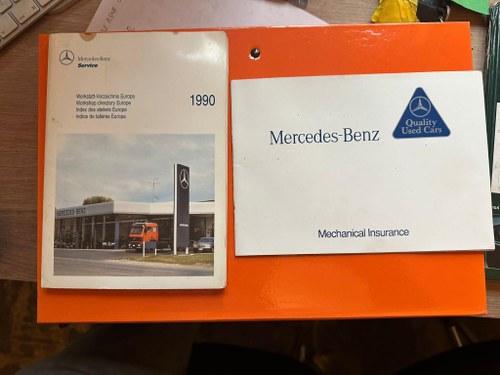 Mercedes-Benz
Service
Werkstatt-Verzeichnis Europa
Workshop directory Europe
Index des ateliers Europe
Indice de talleres Europa
1990
MERCEDES-BENZ
Mercedes-Benz
Quality
Used Cars
Mechanical Insurance